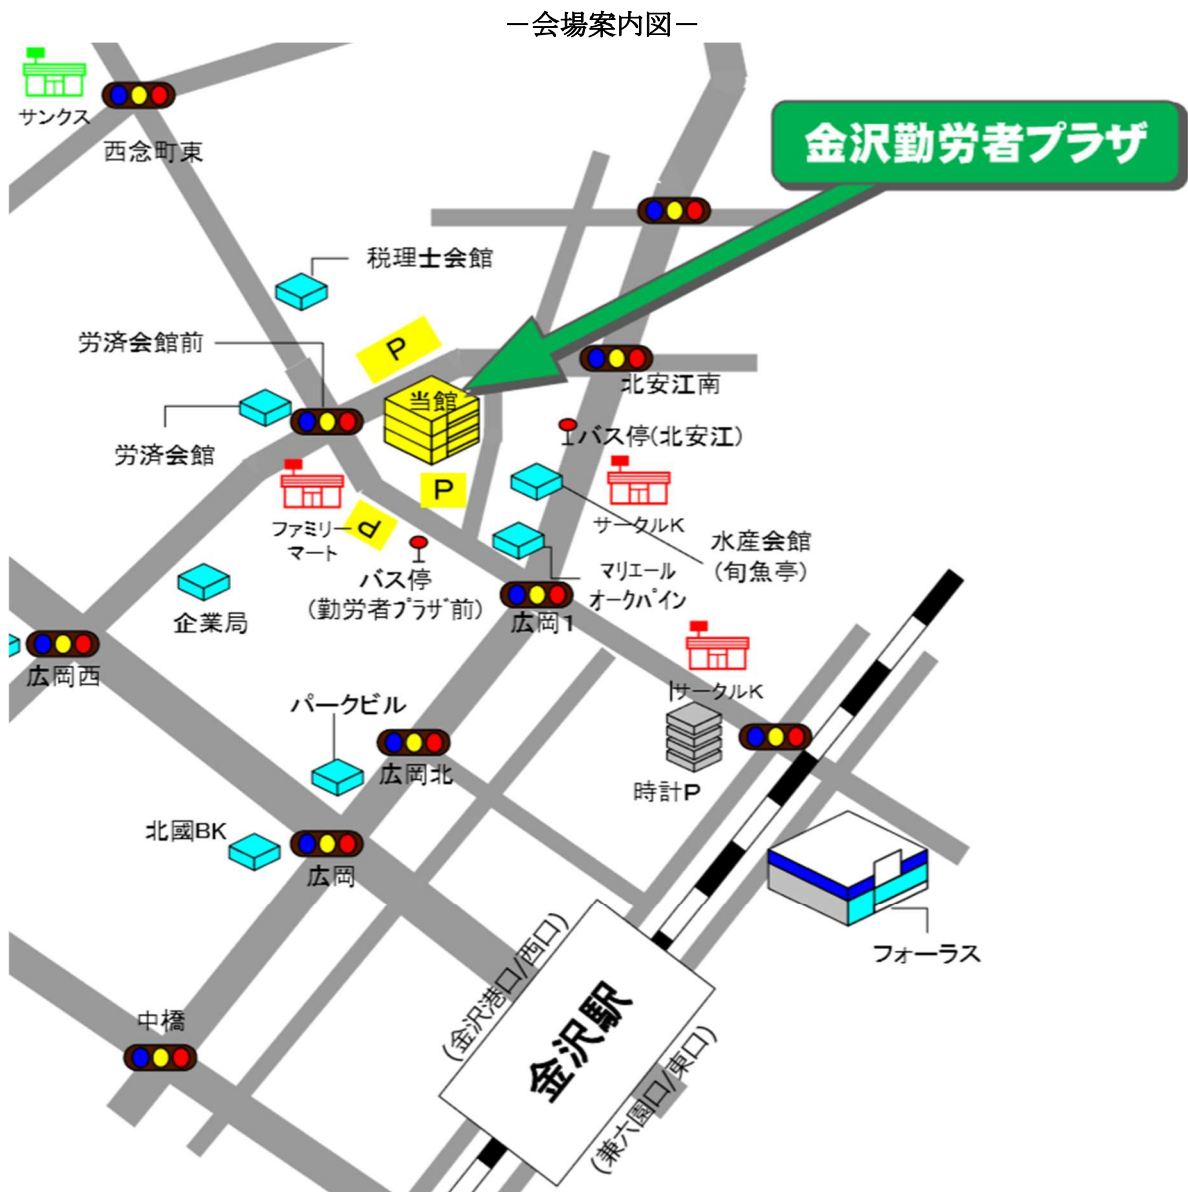 －会場案内図－
サンクス
西念町東
金沢勤労者プラザ
税理士会館
労済会館前
P
当館
北安江南
労済会館
バス停(北安江)
P
ファミリー
マート
P
サークルK
水産会館
(旬魚亭)
バス停
(勤労者プラザ前)
マリエール
オークパイン
企業局
広岡1
広岡西
サークルK
パークビル
広岡北
時計P
北國BK
広岡
フォーラス
(金沢港口/西口)
金沢駅
(兼六園口/東口)
中橋